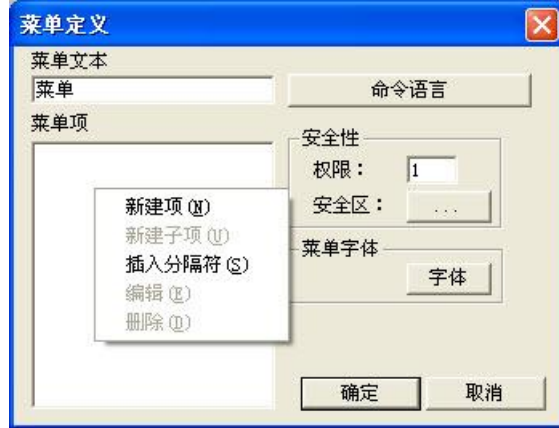 菜单定义
菜单文本
菜单
命令语言
菜单项
安全性
权限：
1
新建项(N)
安全区：
...
新建子项(U)
菜单字体
插入分隔符(S)
字体
编辑(E)
删除(D)
确定
取消